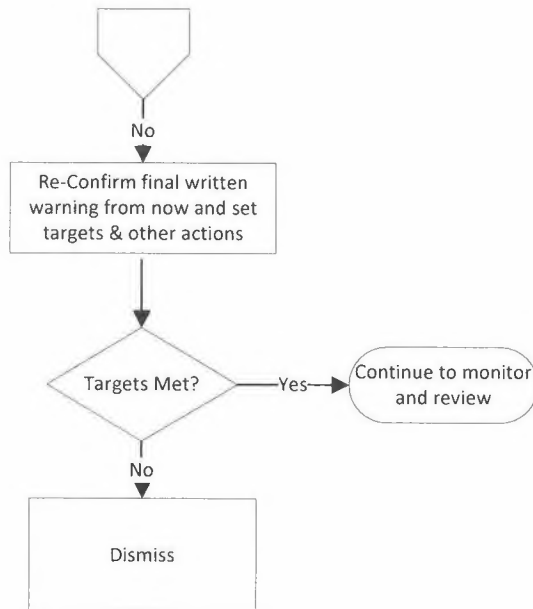 No
Re-Confirm final written
warning from now and set
targets & other actions
Targets Met?
Yes
Continue to monitor
and review
No
Dismiss